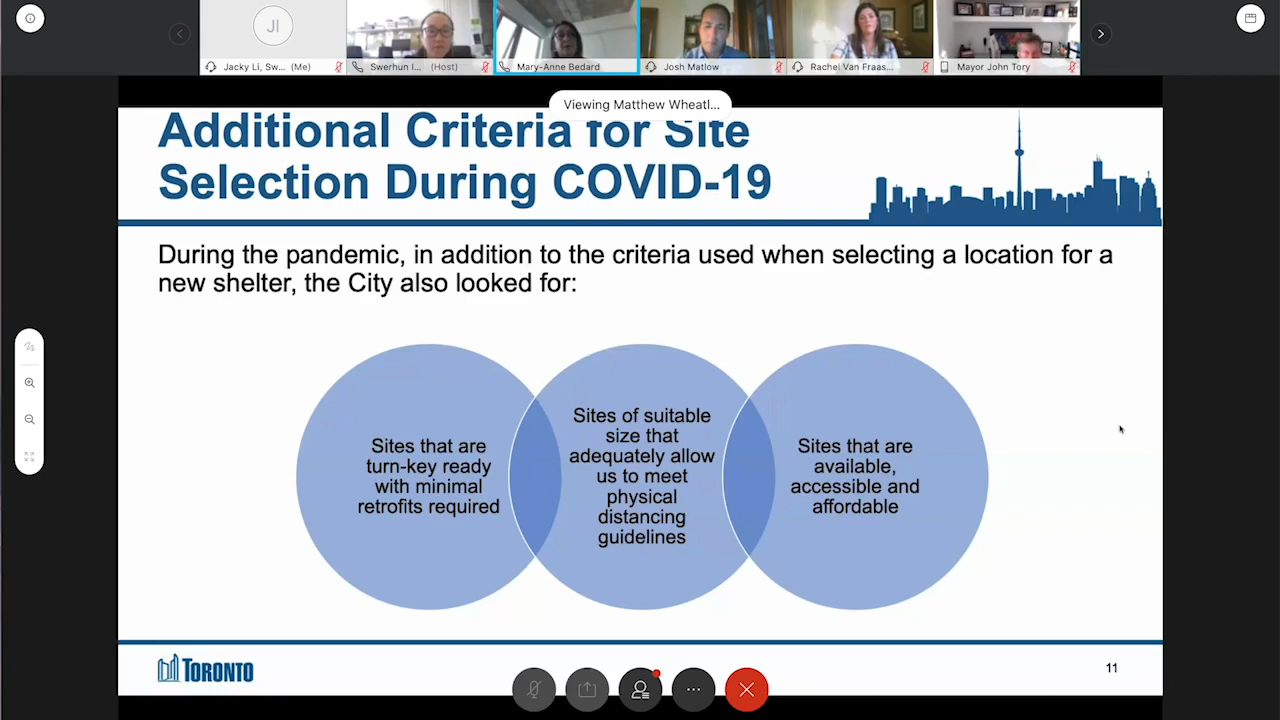 JI
Jacky Li, Sw... (Me)
Swerhun I... (Host)
Mary-Anne Bedard
Josh Matlow
Rachel Van Fraas...
Mayor John Tory
Viewing Matthew Wheatl...
Additional Criteria for Site
Selection During COVID-19
During the pandemic, in addition to the criteria used when selecting a location for a
new shelter, the City also looked for:
Sites that are
turn-key ready
with minimal
retrofits required
Sites of suitable
size that
adequately allow
us to meet
physical
distancing
guidelines
Sites that are
available,
accessible and
affordable
TORONTO
11